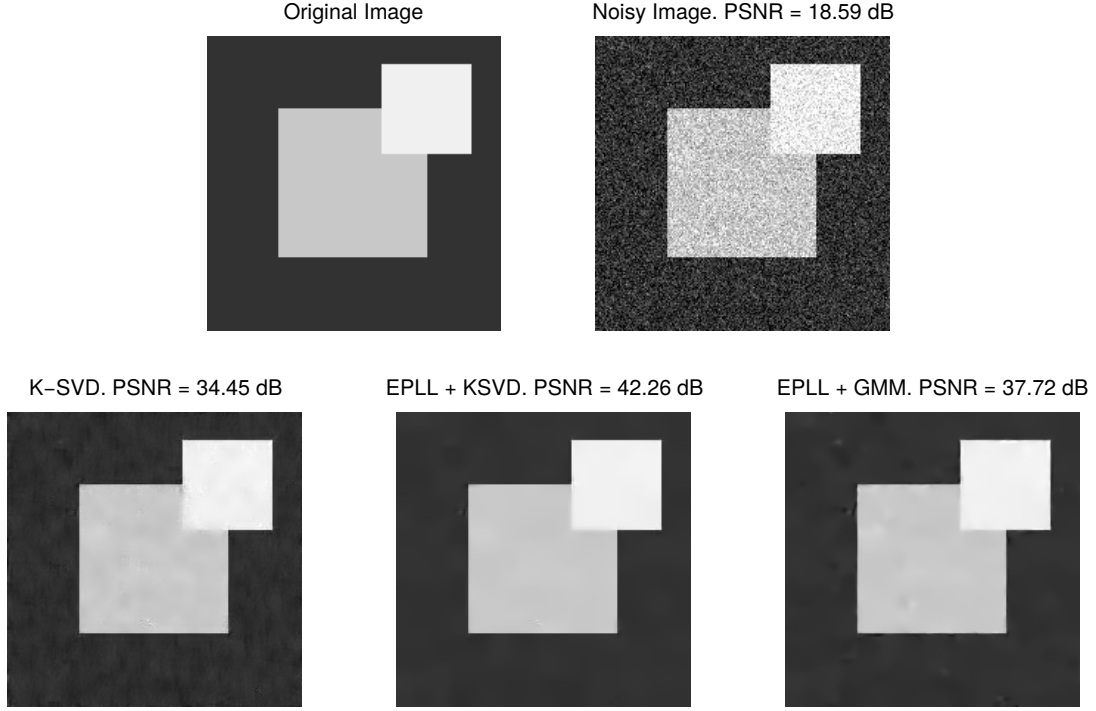 Original Image
Noisy Image. PSNR = 18.59 dB
K−SVD. PSNR = 34.45 dB
EPLL + KSVD. PSNR = 42.26 dB
EPLL + GMM. PSNR = 37.72 dB